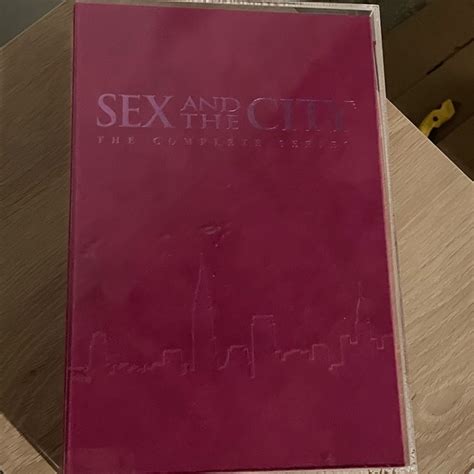 SEX AND THE CITY
THE COMPLETE SERIES